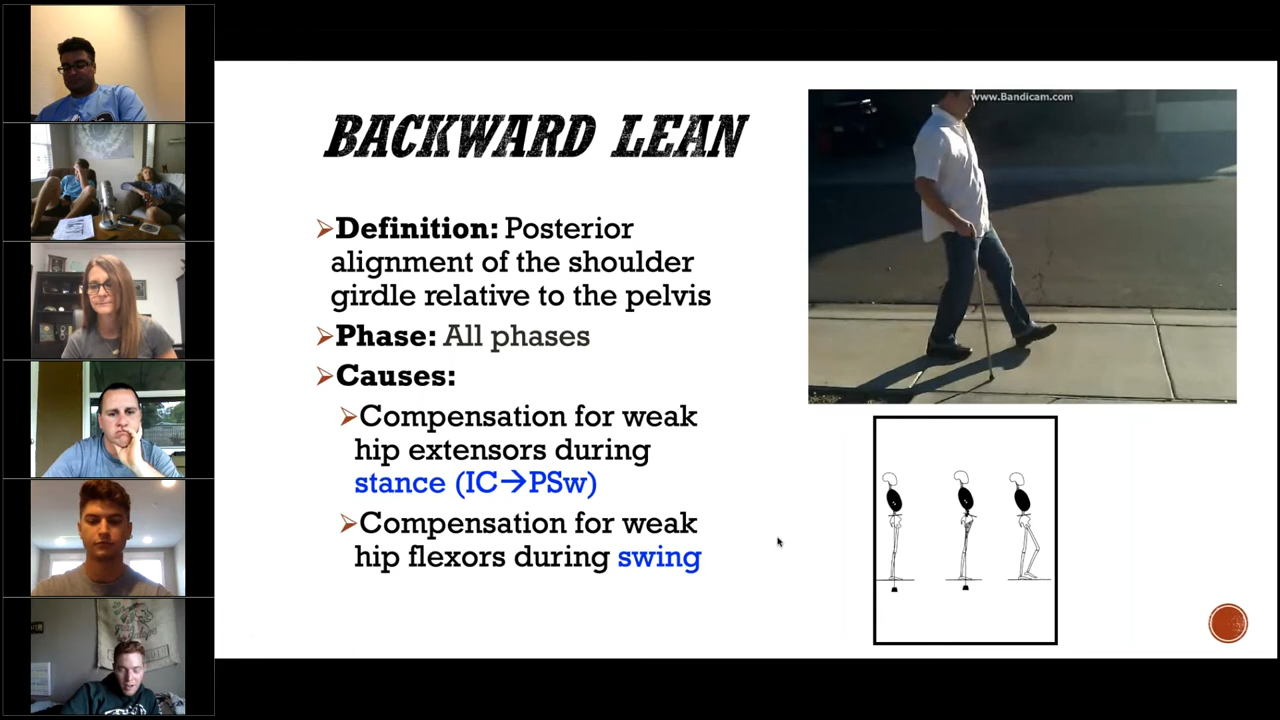 www.Bandicam.com
BACKWARD LEAN
Definition: Posterior
alignment of the shoulder
girdle relative to the pelvis
Phase: All phases
Causes:
Compensation for weak
hip extensors during
stance (IC→PSw)
Compensation for weak
hip flexors during swing